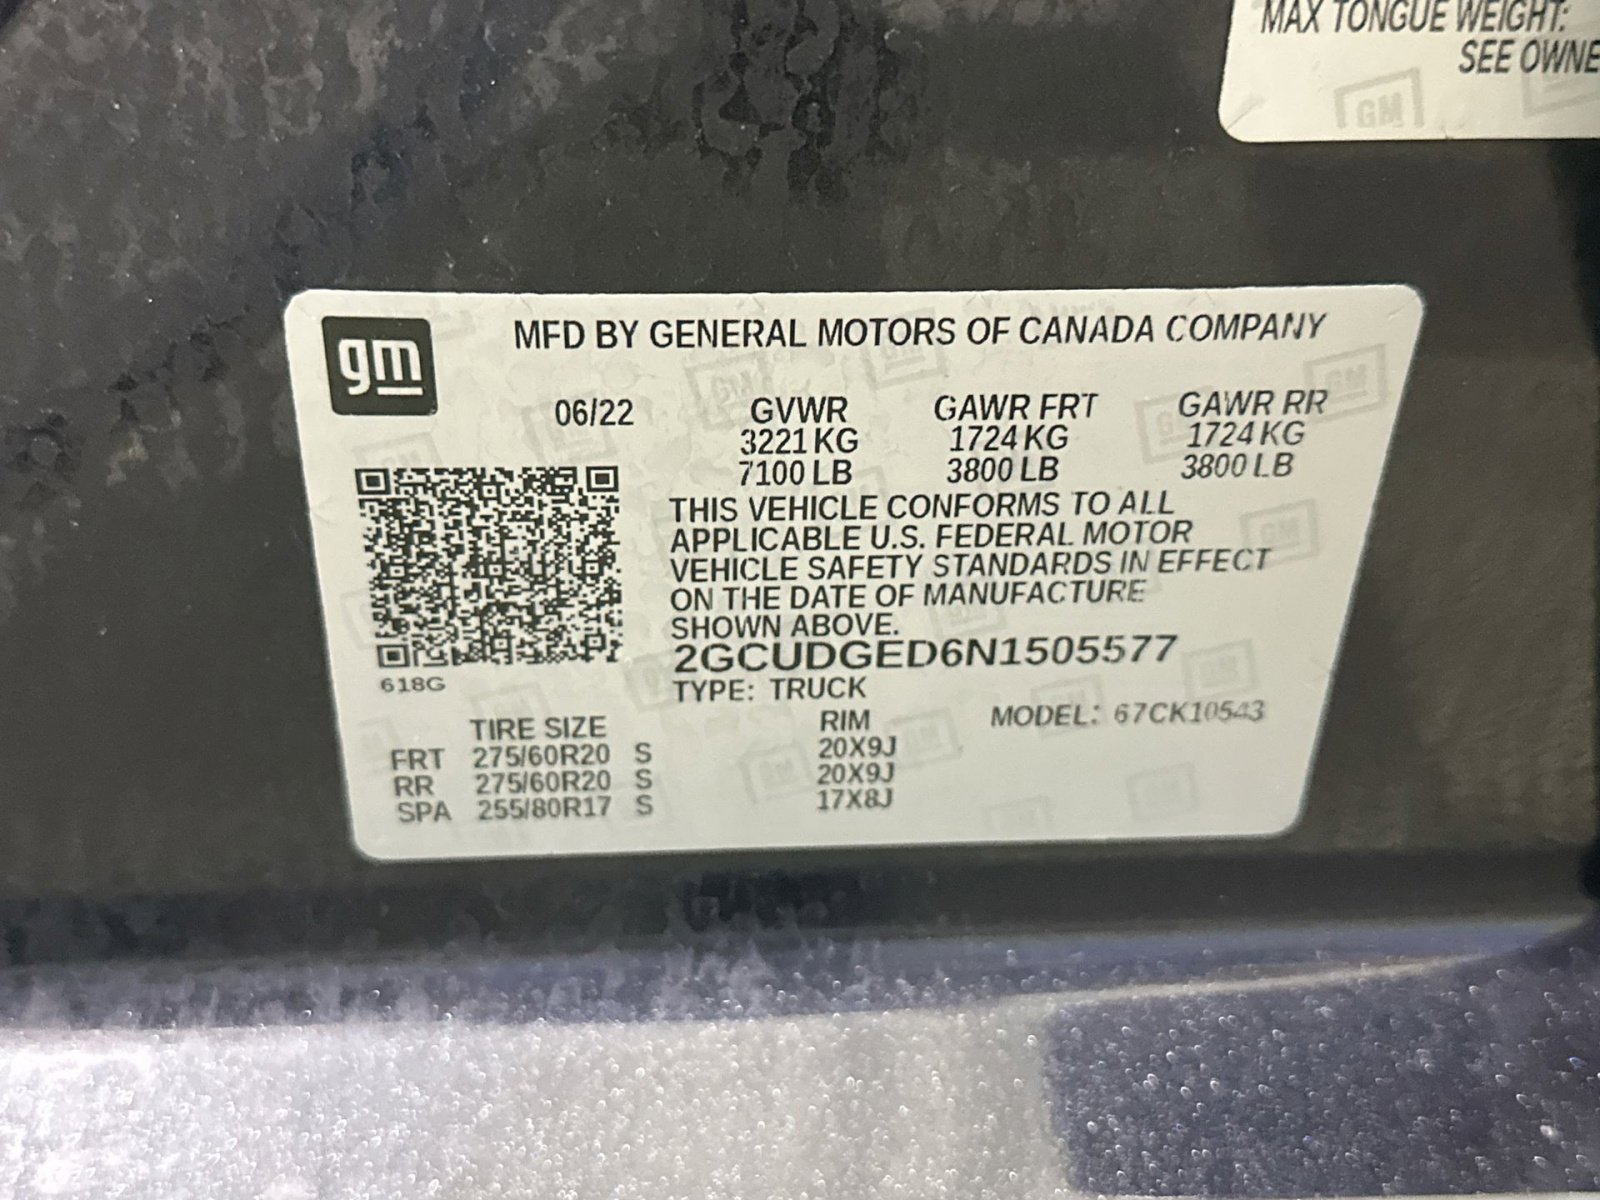 MAX TONGUE WEIGHT:
SEE OWNE
GM
gm
MFD BY GENERAL MOTORS OF CANADA COMPANY
06/22 GVWR GAWR FRT GAWR RR
3221 KG 1724 KG 1724 KG
7100 LB 3800 LB 3800 LB
THIS VEHICLE CONFORMS TO ALL
APPLICABLE U.S. FEDERAL MOTOR
VEHICLE SAFETY STANDARDS IN EFFECT
ON THE DATE OF MANUFACTURE
SHOWN ABOVE.
2GCUDGED6N1505577
618G
TYPE: TRUCK
TIRE SIZE RIM MODEL: 67CK10543
FRT 275/60R20 S 20X9J
RR 275/60R20 S 20X9J
SPA 255/80R17 S 17X8J